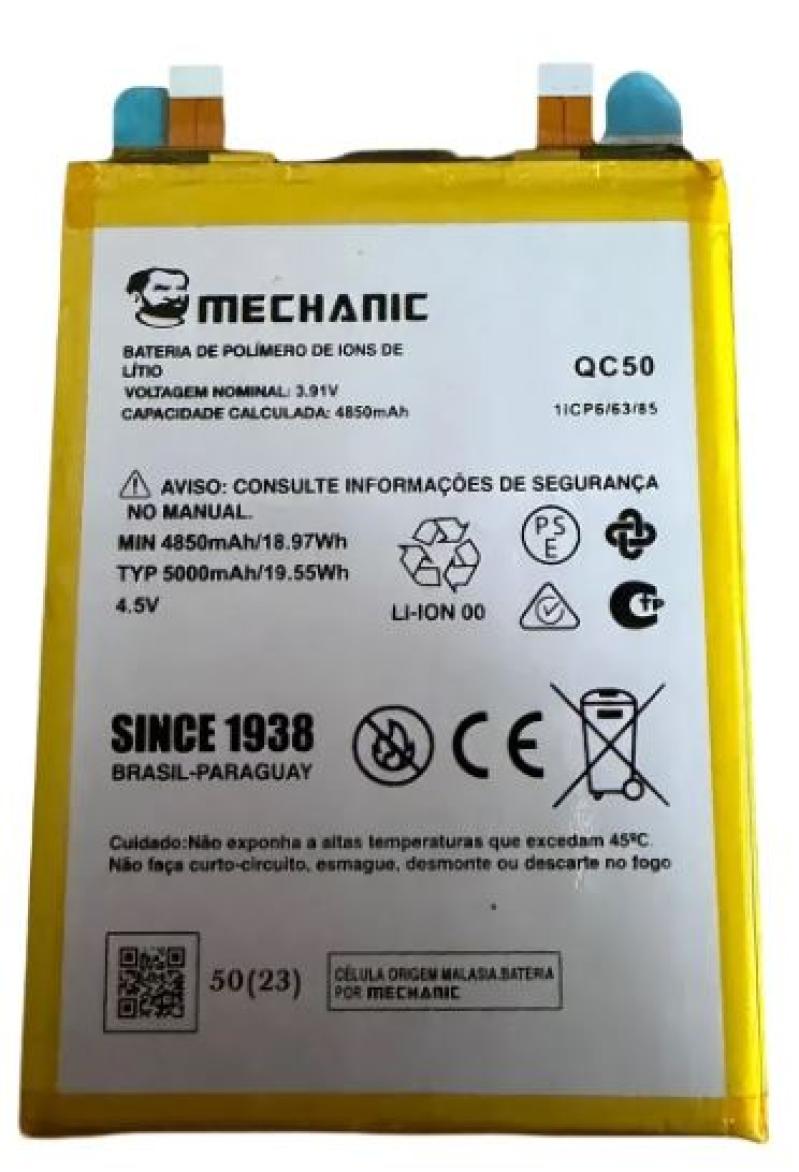 MECHANIC
BATERIA DE POLÍMERO DE IONS DE
LÍTIO
VOLTAGEM NOMINAL: 3.91V
CAPACIDADE CALCULADA: 4850mAh
QC50
1ICP6/63/85
AVISO: CONSULTE INFORMAÇÕES DE SEGURANÇA
NO MANUAL.
MIN 4850mAh/18.97Wh
TYP 5000mAh/19.55Wh
4.5V
LI-ION 00
PS
E
TP
SINCE 1938
BRASIL-PARAGUAY
CE
Cuidado:Não exponha a altas temperaturas que excedam 45ºC.
Não faça curto-circuito, esmague, desmonte ou descarte no fogo
50(23)
CÉLULA ORIGEM MALASIA.BATERIA
POR MECHANIC